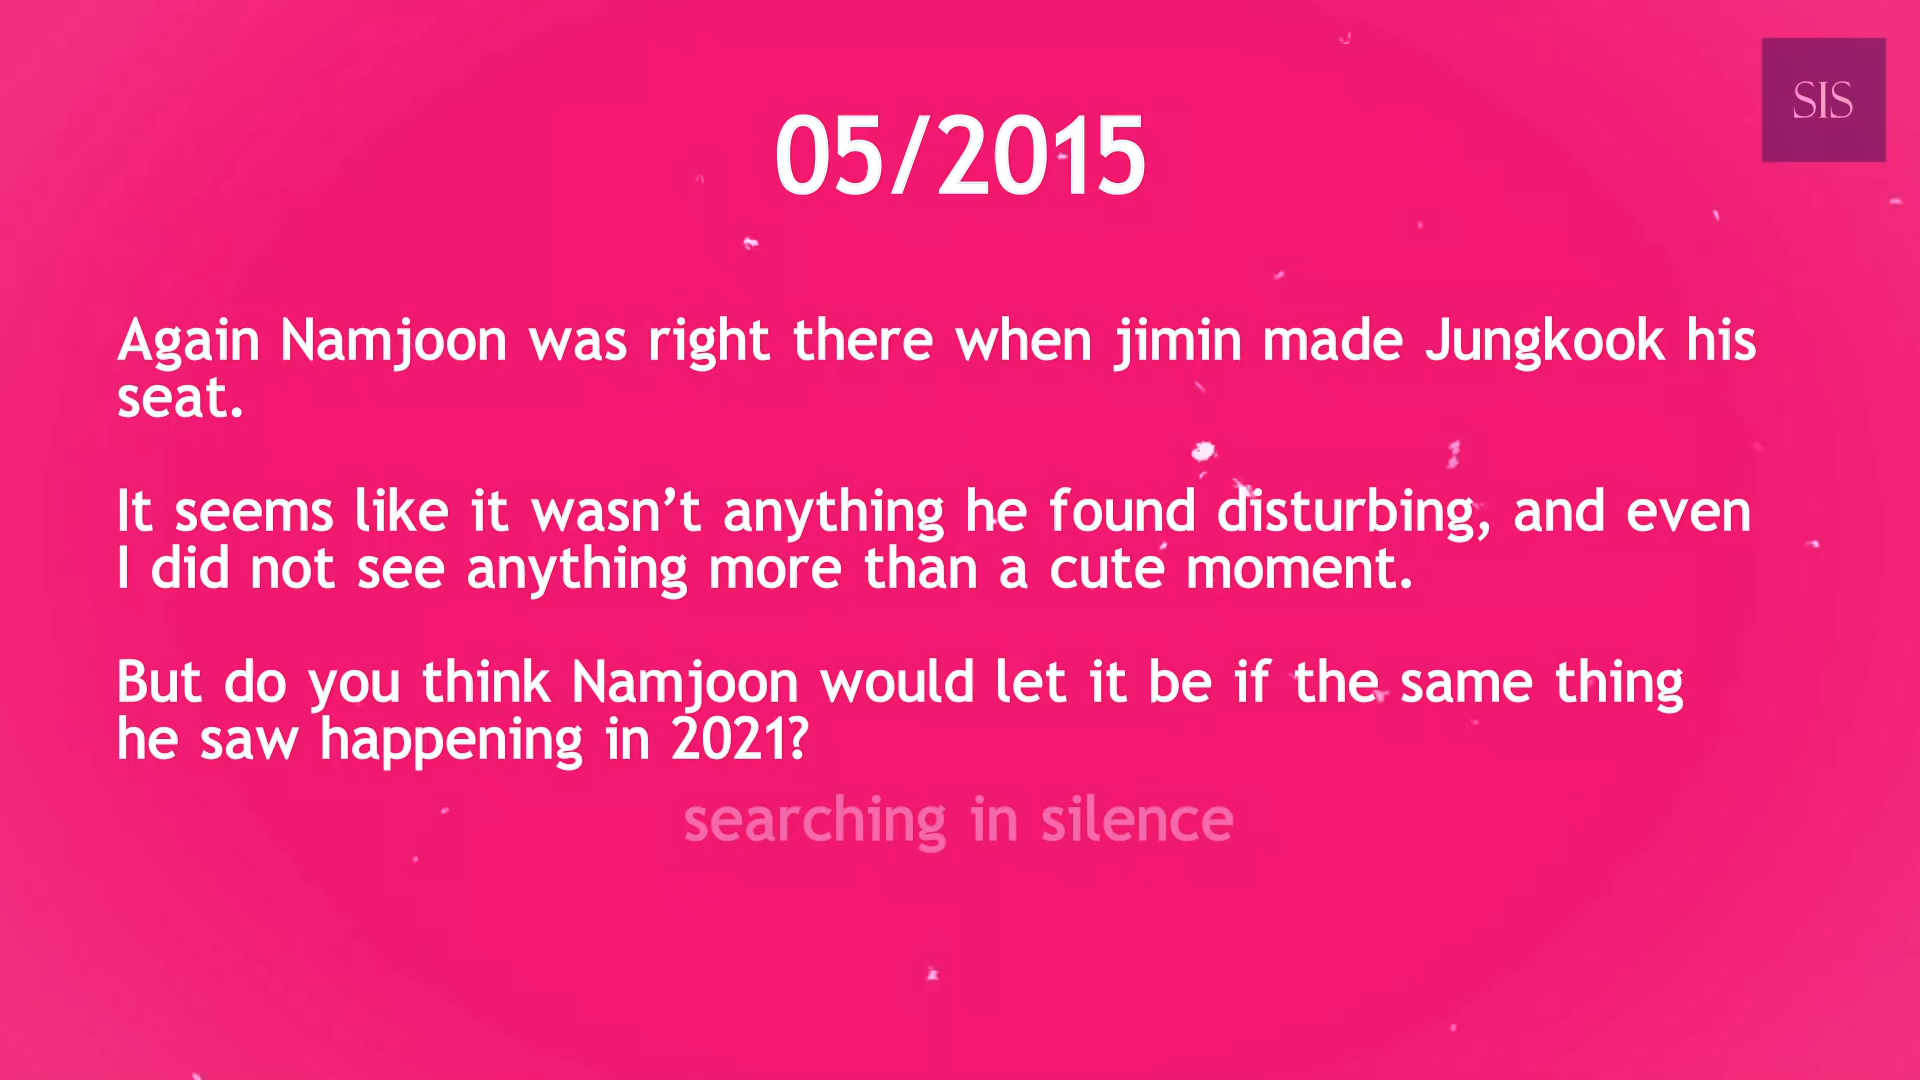 SIS
05/2015
Again Namjoon was right there when jimin made Jungkook his
seat.
It seems like it wasn’t anything he found disturbing, and even
I did not see anything more than a cute moment.
But do you think Namjoon would let it be if the same thing
he saw happening in 2021?
searching in silence